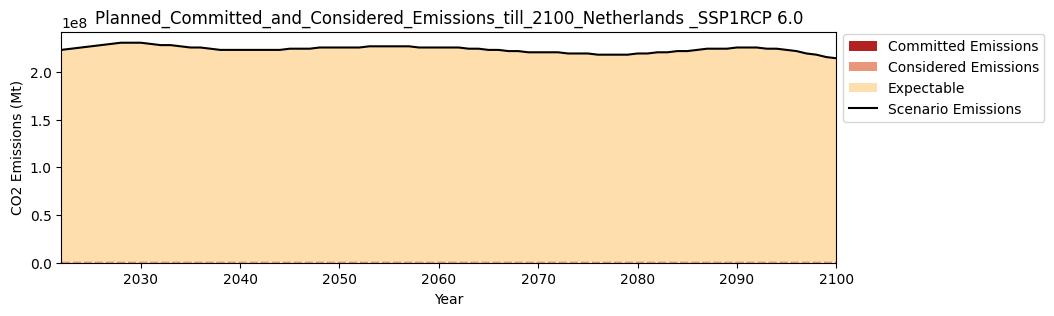 Planned_Committed_and_Considered_Emissions_till_2100_Netherlands _SSP1RCP 6.0
1e8
2.0
1.5
1.0
0.5
0.0
CO2 Emissions (Mt)
2030 2040 2050 2060 2070 2080 2090 2100
Year
Committed Emissions
Considered Emissions
Expectable
Scenario Emissions